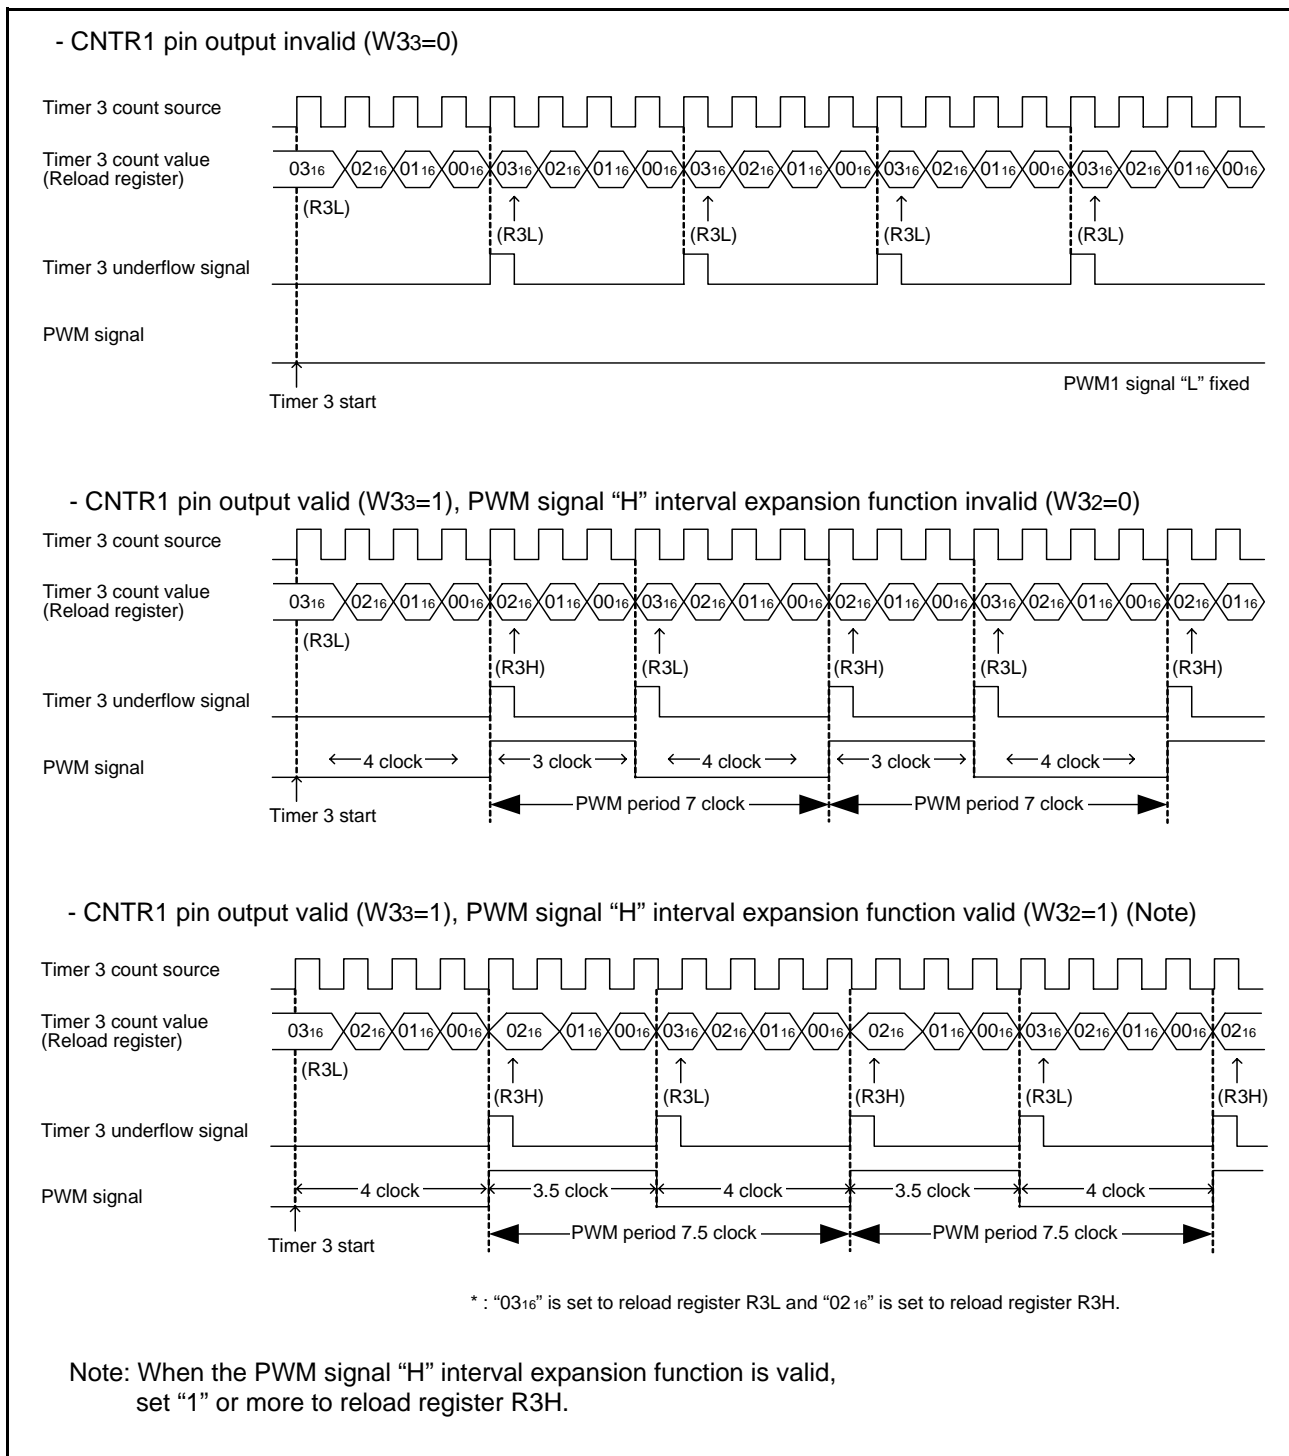 - CNTR1 pin output invalid (W33=0)
Timer 3 count source
Timer 3 count value
(Reload register)
0316 0216 0116 0016 0316 0216 0116 0016 0316 0216 0116 0016 0316 0216 0116 0016 0316 0216 0116 0016
(R3L) (R3L) (R3L) (R3L) (R3L)
Timer 3 underflow signal
PWM signal
PWM1 signal “L” fixed
Timer 3 start
- CNTR1 pin output valid (W33=1), PWM signal “H” interval expansion function invalid (W32=0)
Timer 3 count source
Timer 3 count value
(Reload register)
0316 0216 0116 0016 0216 0116 0016 0316 0216 0116 0016 0216 0116 0016 0316 0216 0116 0016 0216 0116
(R3L) (R3H) (R3L) (R3H) (R3L) (R3H)
Timer 3 underflow signal
PWM signal
4 clock 3 clock 4 clock 3 clock 4 clock
PWM period 7 clock PWM period 7 clock
Timer 3 start
- CNTR1 pin output valid (W33=1), PWM signal “H” interval expansion function valid (W32=1) (Note)
Timer 3 count source
Timer 3 count value
(Reload register)
0316 0216 0116 0016 0216 0116 0016 0316 0216 0116 0016 0216 0116 0016 0316 0216 0116 0016 0216
(R3L) (R3H) (R3L) (R3H) (R3L) (R3H)
Timer 3 underflow signal
PWM signal
4 clock 3.5 clock 4 clock 3.5 clock 4 clock
PWM period 7.5 clock PWM period 7.5 clock
Timer 3 start
* : “0316” is set to reload register R3L and “0216” is set to reload register R3H.
Note: When the PWM signal “H” interval expansion function is valid,
set “1” or more to reload register R3H.